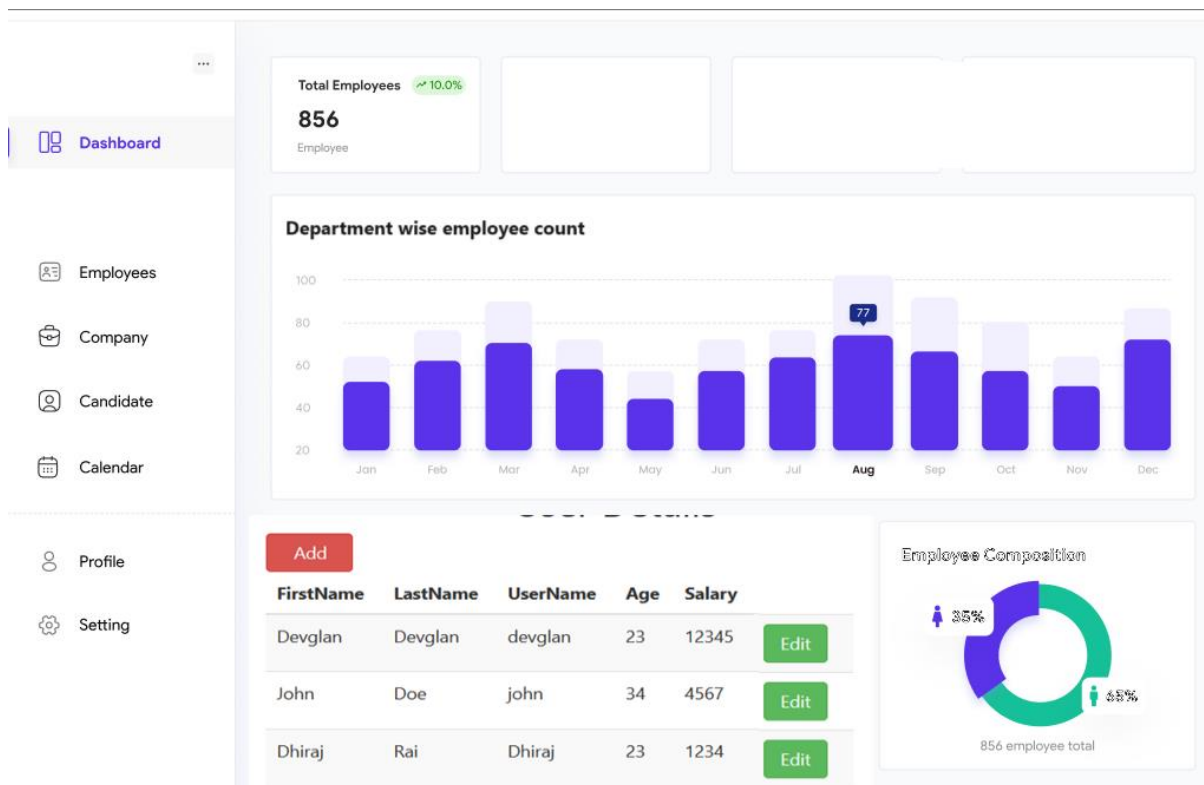 ...
Total Employees 10.0%
856
Employee
Dashboard
Employees
Company
Candidate
Calendar
Profile
Setting
Department wise employee count
100
80
60
40
20
77
Jan Feb Mar Apr May Jun Jul Aug Sep Oct Nov Dec
Add
FirstName LastName UserName Age Salary
Devglan Devglan devglan 23 12345 Edit
John Doe john 34 4567 Edit
Dhiraj Rai Dhiraj 23 1234 Edit
Employee Composition
35%
65%
856 employee total